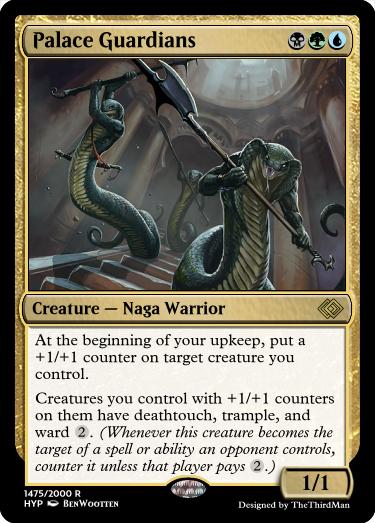 Palace Guardians
Creature — Naga Warrior
At the beginning of your upkeep, put a
+1/+1 counter on target creature you
control.
Creatures you control with +1/+1 counters
on them have deathtouch, trample, and
ward 2. (Whenever this creature becomes the
target of a spell or ability an opponent controls,
counter it unless that player pays 2.)
1/1
1475/2000 R
HYP BenWootten
Designed by TheThirdMan